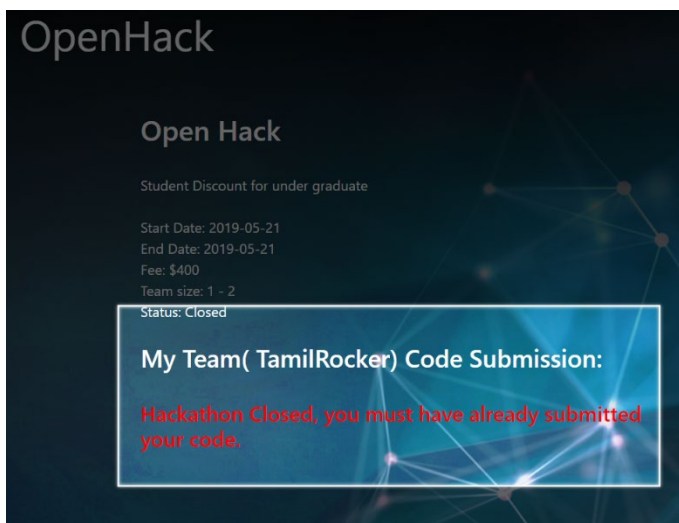 OpenHack
Open Hack
Student Discount for under graduate
Start Date: 2019-05-21
End Date: 2019-05-21
Fee: $400
Team size: 1 - 2
Status: Closed
My Team( TamilRocker) Code Submission:
Hackathon Closed, you must have already submitted
your code.